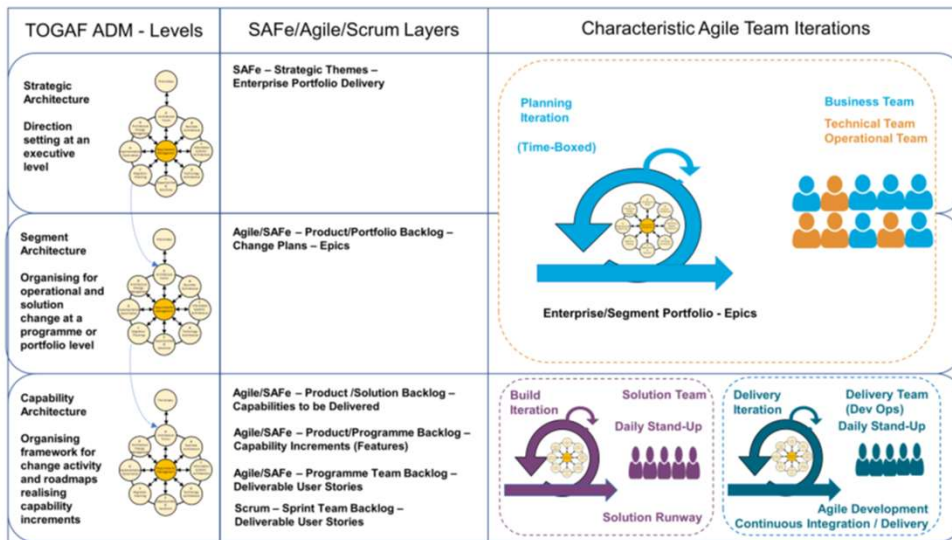 TOGAF ADM - Levels
SAFe/Agile/Scrum Layers
Characteristic Agile Team Iterations
Strategic
Architecture
Direction
setting at an
executive
level
SAFe – Strategic Themes –
Enterprise Portfolio Delivery
Planning
Iteration
(Time-Boxed)
Business Team
Technical Team
Operational Team
Segment
Architecture
Organising for
operational and
solution
change at a
programme or
portfolio level
Agile/SAFe – Product/Portfolio Backlog –
Change Plans – Epics
Enterprise/Segment Portfolio - Epics
Capability
Architecture
Organising
framework for
change activity
and roadmaps
realising
capability
increments
Agile/SAFe – Product /Solution Backlog –
Capabilities to be Delivered
Agile/SAFe – Product/Programme Backlog –
Capability Increments (Features)
Agile/SAFe – Programme Team Backlog –
Deliverable User Stories
Scrum – Sprint Team Backlog –
Deliverable User Stories
Build
Iteration
Solution Team
Daily Stand-Up
Solution Runway
Delivery
Iteration
Delivery Team
(Dev Ops)
Daily Stand-Up
Agile Development
Continuous Integration / Delivery